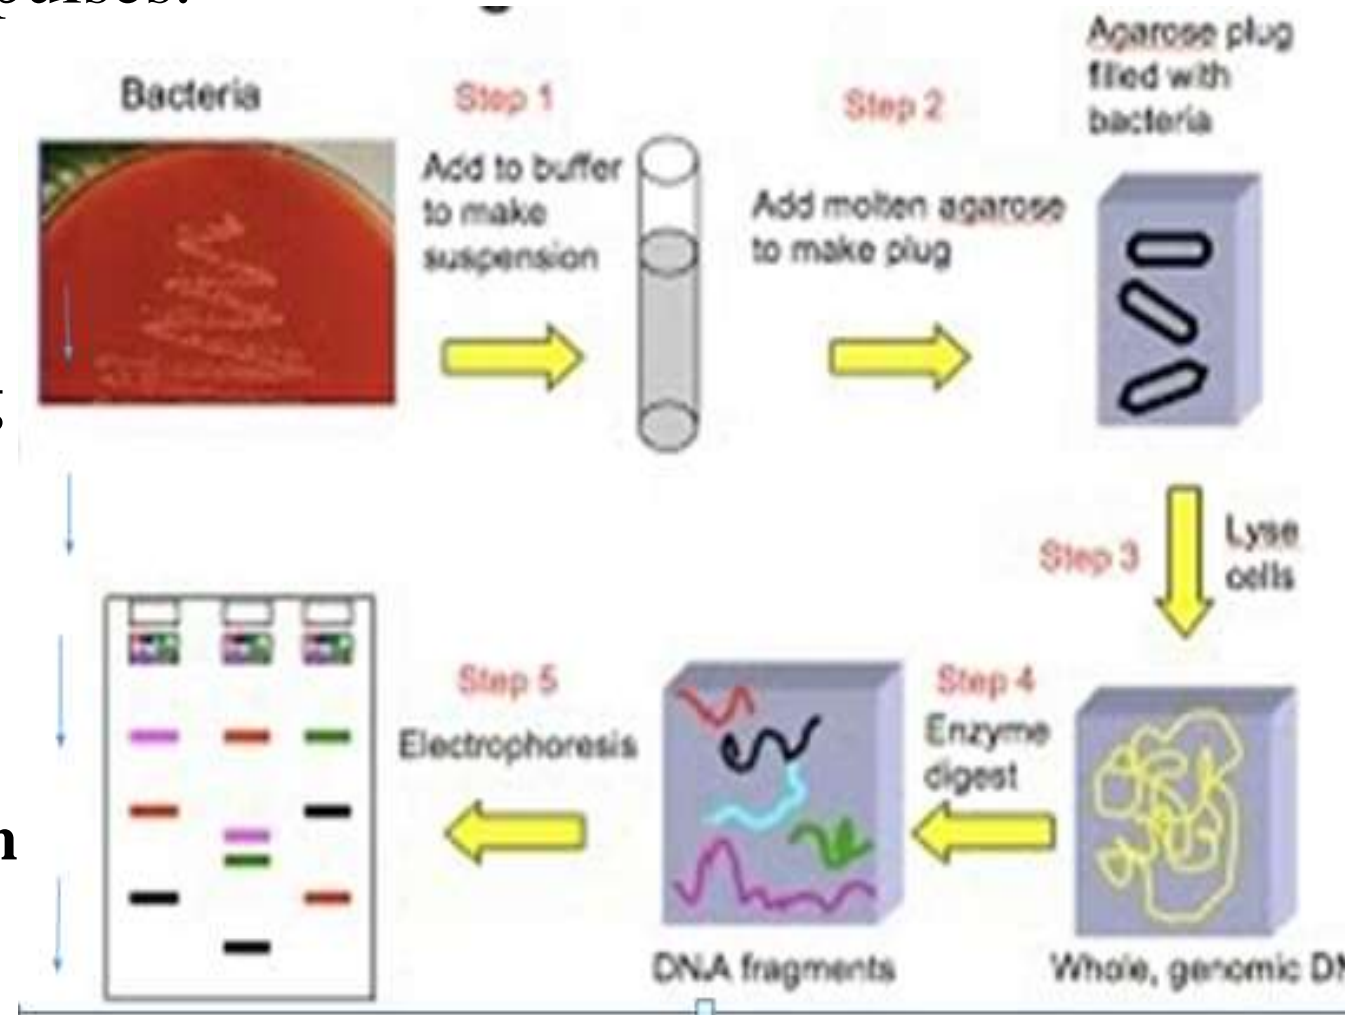 Bacteria
Step 1
Add to buffer
to make
suspension
Step 2
Add molten agarose
to make plug
Agarose plug
filled with
bacteria
Step 3
Lyse
cells
Step 4
Enzyme
digest
Step 5
Electrophoresis
DNA fragments
Whole, genomic